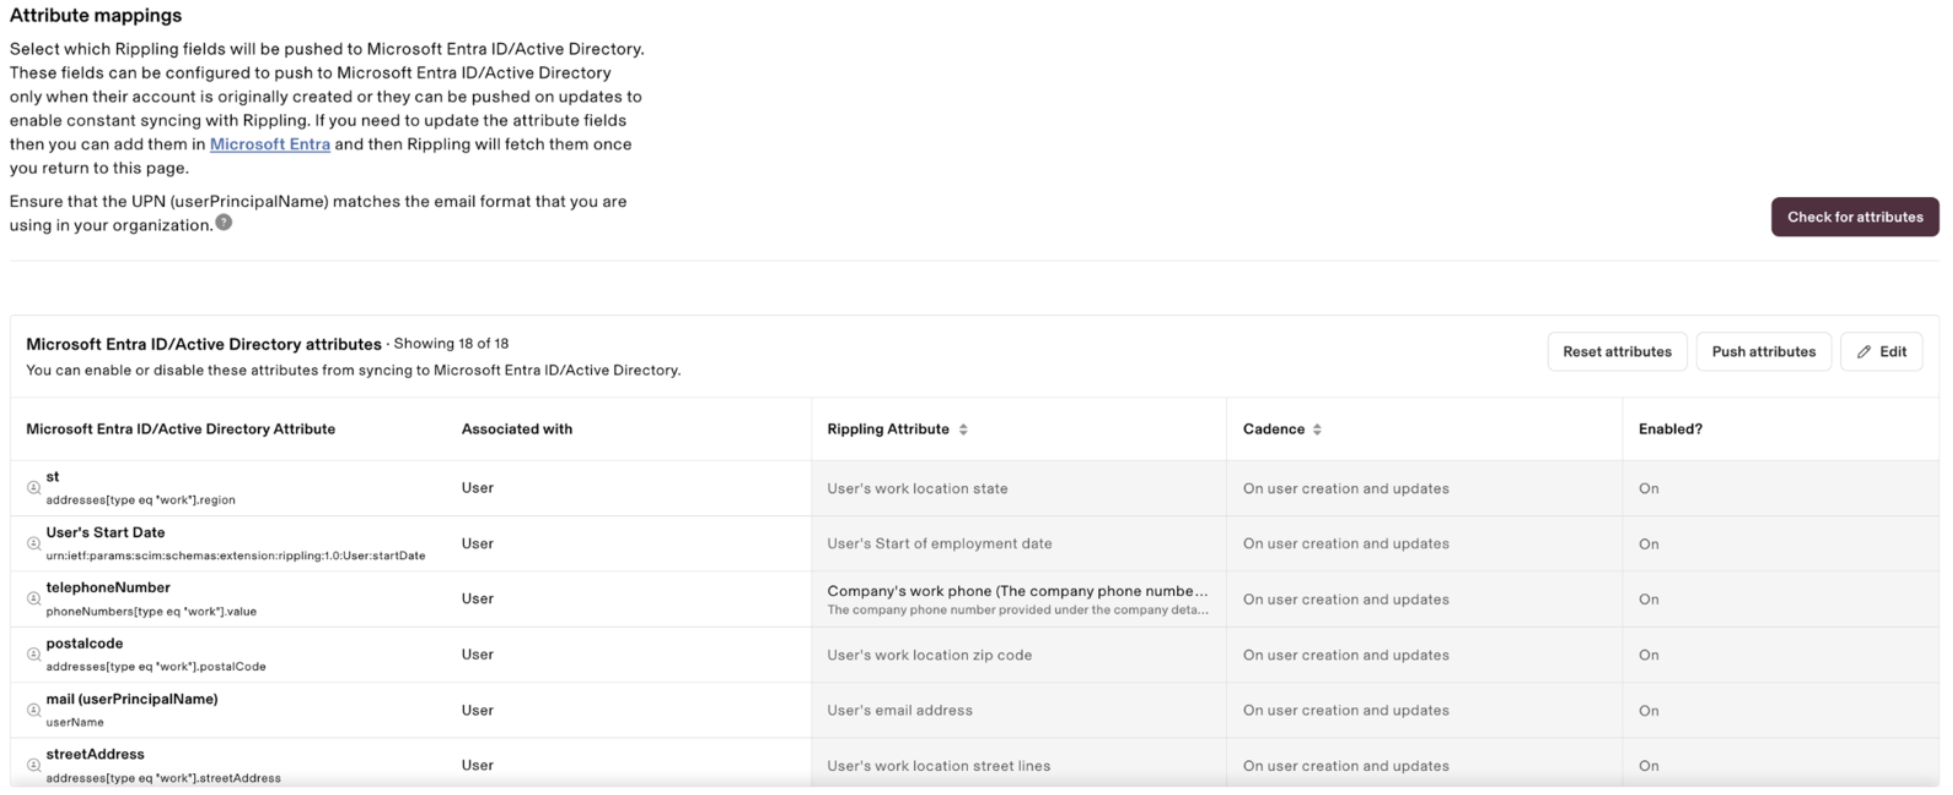 Attribute mappings
Select which Rippling fields will be pushed to Microsoft Entra ID/Active Directory.
These fields can be configured to push to Microsoft Entra ID/Active Directory
only when their account is originally created or they can be pushed on updates to
enable constant syncing with Rippling. If you need to update the attribute fields
then you can add them in Microsoft Entra and then Rippling will fetch them once
you return to this page.
Ensure that the UPN (userPrincipalName) matches the email format that you are
using in your organization. ?
Check for attributes
Microsoft Entra ID/Active Directory attributes · Showing 18 of 18
You can enable or disable these attributes from syncing to Microsoft Entra ID/Active Directory.
Reset attributes Push attributes Edit
Microsoft Entra ID/Active Directory Attribute Associated with Rippling Attribute Cadence Enabled?
st
addresses[type eq "work"].region
User User's work location state On user creation and updates On
User's Start Date
urn:ietf:params:scim:schemas:extension:rippling:1.0:User:startDate
User User's Start of employment date On user creation and updates On
telephoneNumber
phoneNumbers[type eq "work"].value
User
Company's work phone (The company phone numbe...
The company phone number provided under the company deta...
On user creation and updates On
postalcode
addresses[type eq "work"].postalCode
User User's work location zip code On user creation and updates On
mail (userPrincipalName)
userName
User User's email address On user creation and updates On
streetAddress
addresses[type eq "work"].streetAddress
User User's work location street lines On user creation and updates On